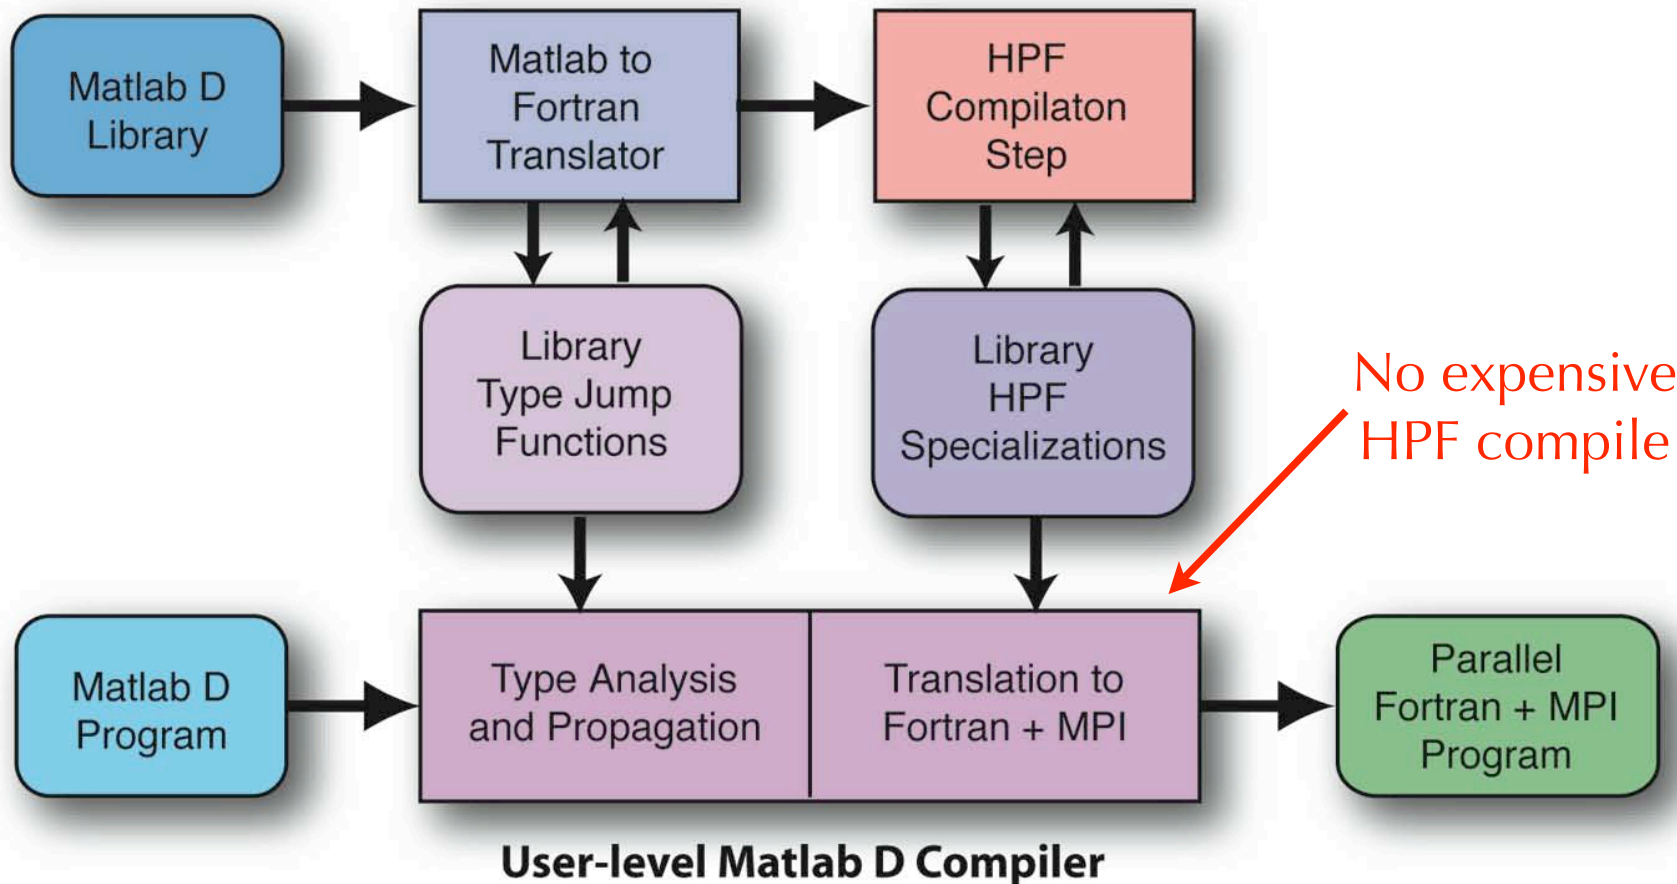 Matlab D
Library
Matlab to
Fortran
Translator
HPF
Compilaton
Step
Library
Type Jump
Functions
Library
HPF
Specializations
No expensive
HPF compile
Matlab D
Program
Type Analysis
and Propagation
Translation to
Fortran + MPI
Parallel
Fortran + MPI
Program
User-level Matlab D Compiler